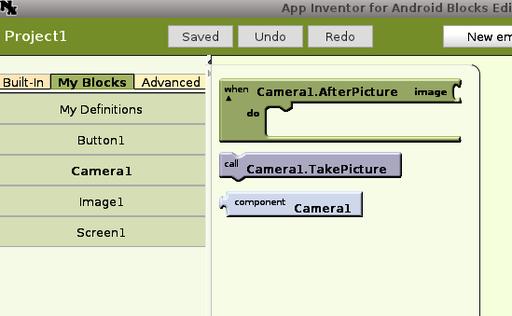 App Inventor for Android Blocks Edi
Project1
Saved
Undo
Redo
New em
Built-In
My Blocks
Advanced
My Definitions
Button1
Camera1
Image1
Screen1
when Camera1.AfterPicture image
do
call Camera1.TakePicture
component Camera1